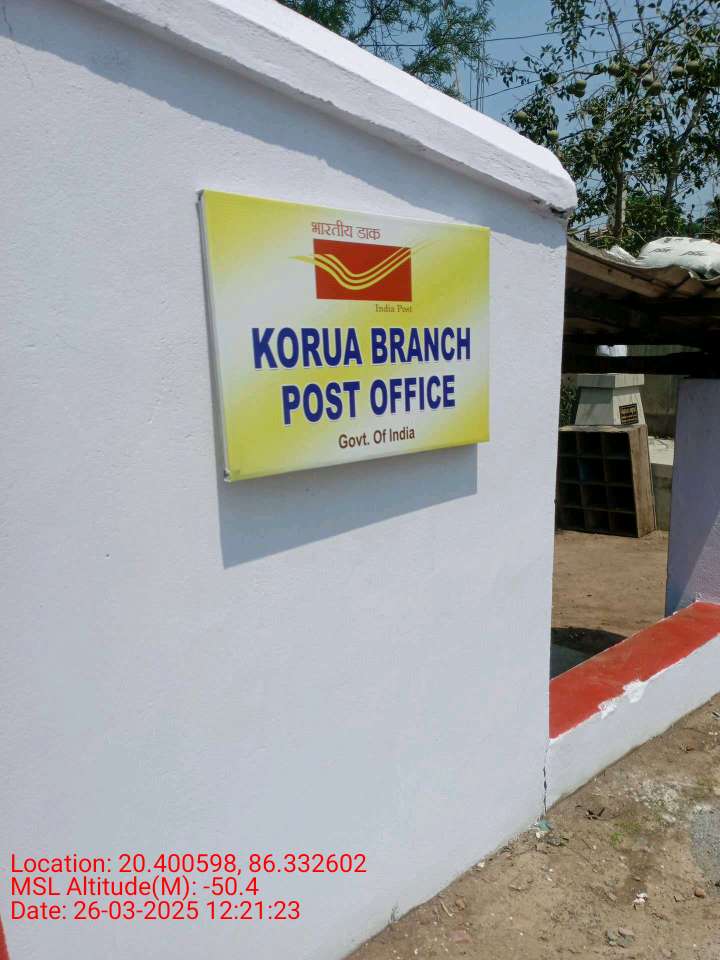 भारतीय डाक
India Post
KORUA BRANCH
POST OFFICE
Govt. Of India
Location: 20.400598, 86.332602
MSL Altitude(M): -50.4
Date: 26-03-2025 12:21:23